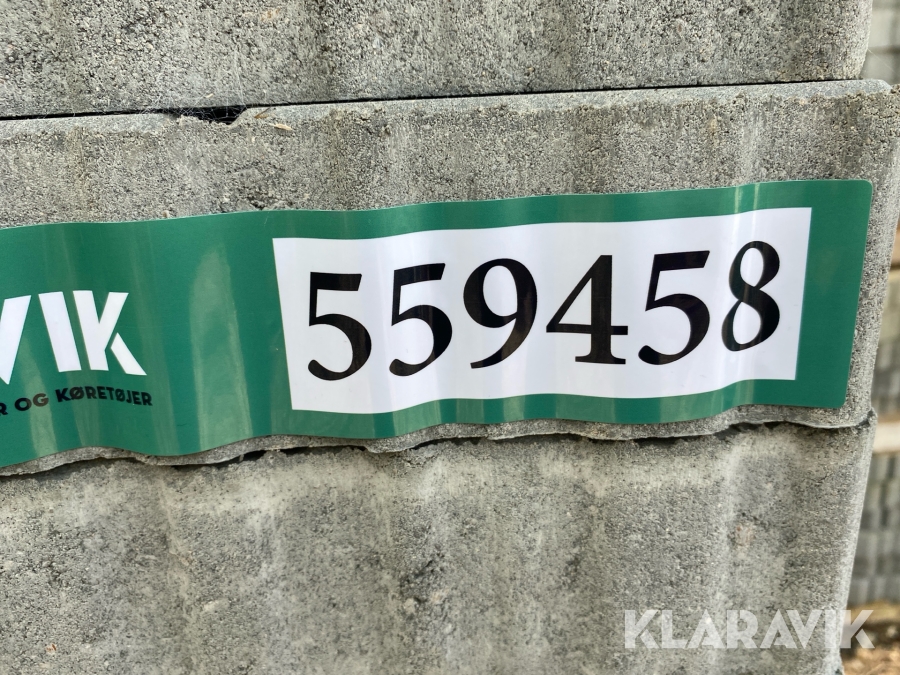 VIK
R OG KØRETØJER
559458
KLARAVIK